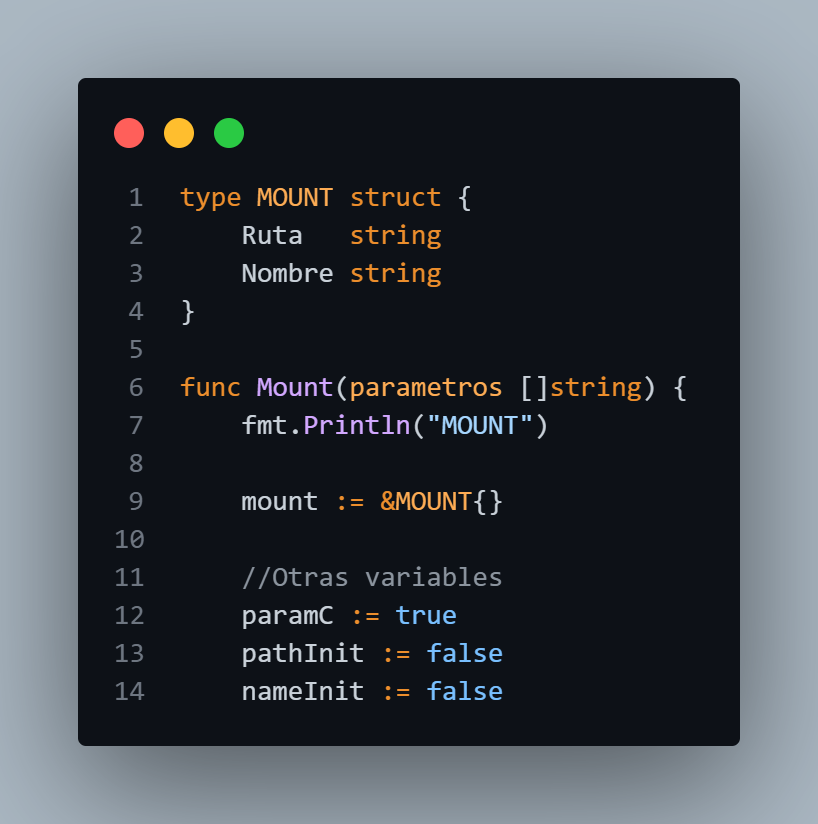 1 type MOUNT struct {
2     Ruta   string
3     Nombre string
4 }
5
6 func Mount(parametros []string) {
7     fmt.Println("MOUNT")
8
9     mount := &MOUNT{}
10
11     //Otras variables
12     paramC := true
13     pathInit := false
14     nameInit := false